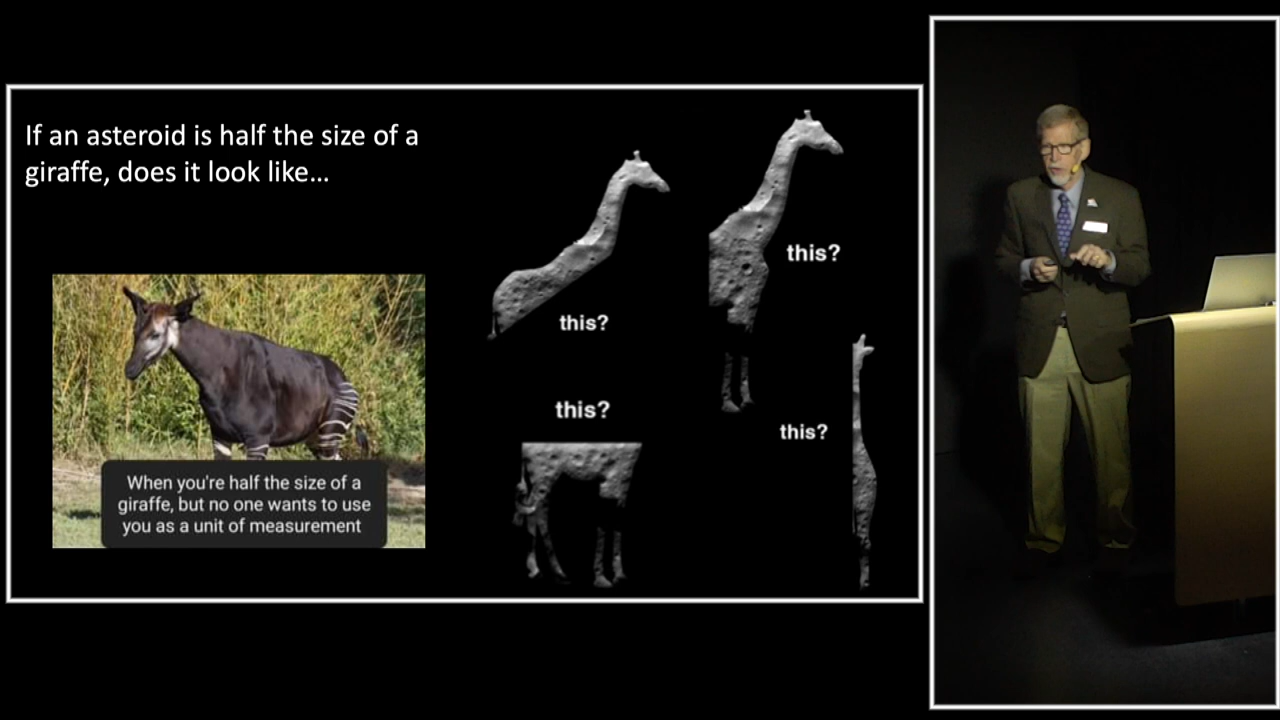 If an asteroid is half the size of a
giraffe, does it look like...
this?
this?
this?
this?
When you're half the size of a
giraffe, but no one wants to use
you as a unit of measurement